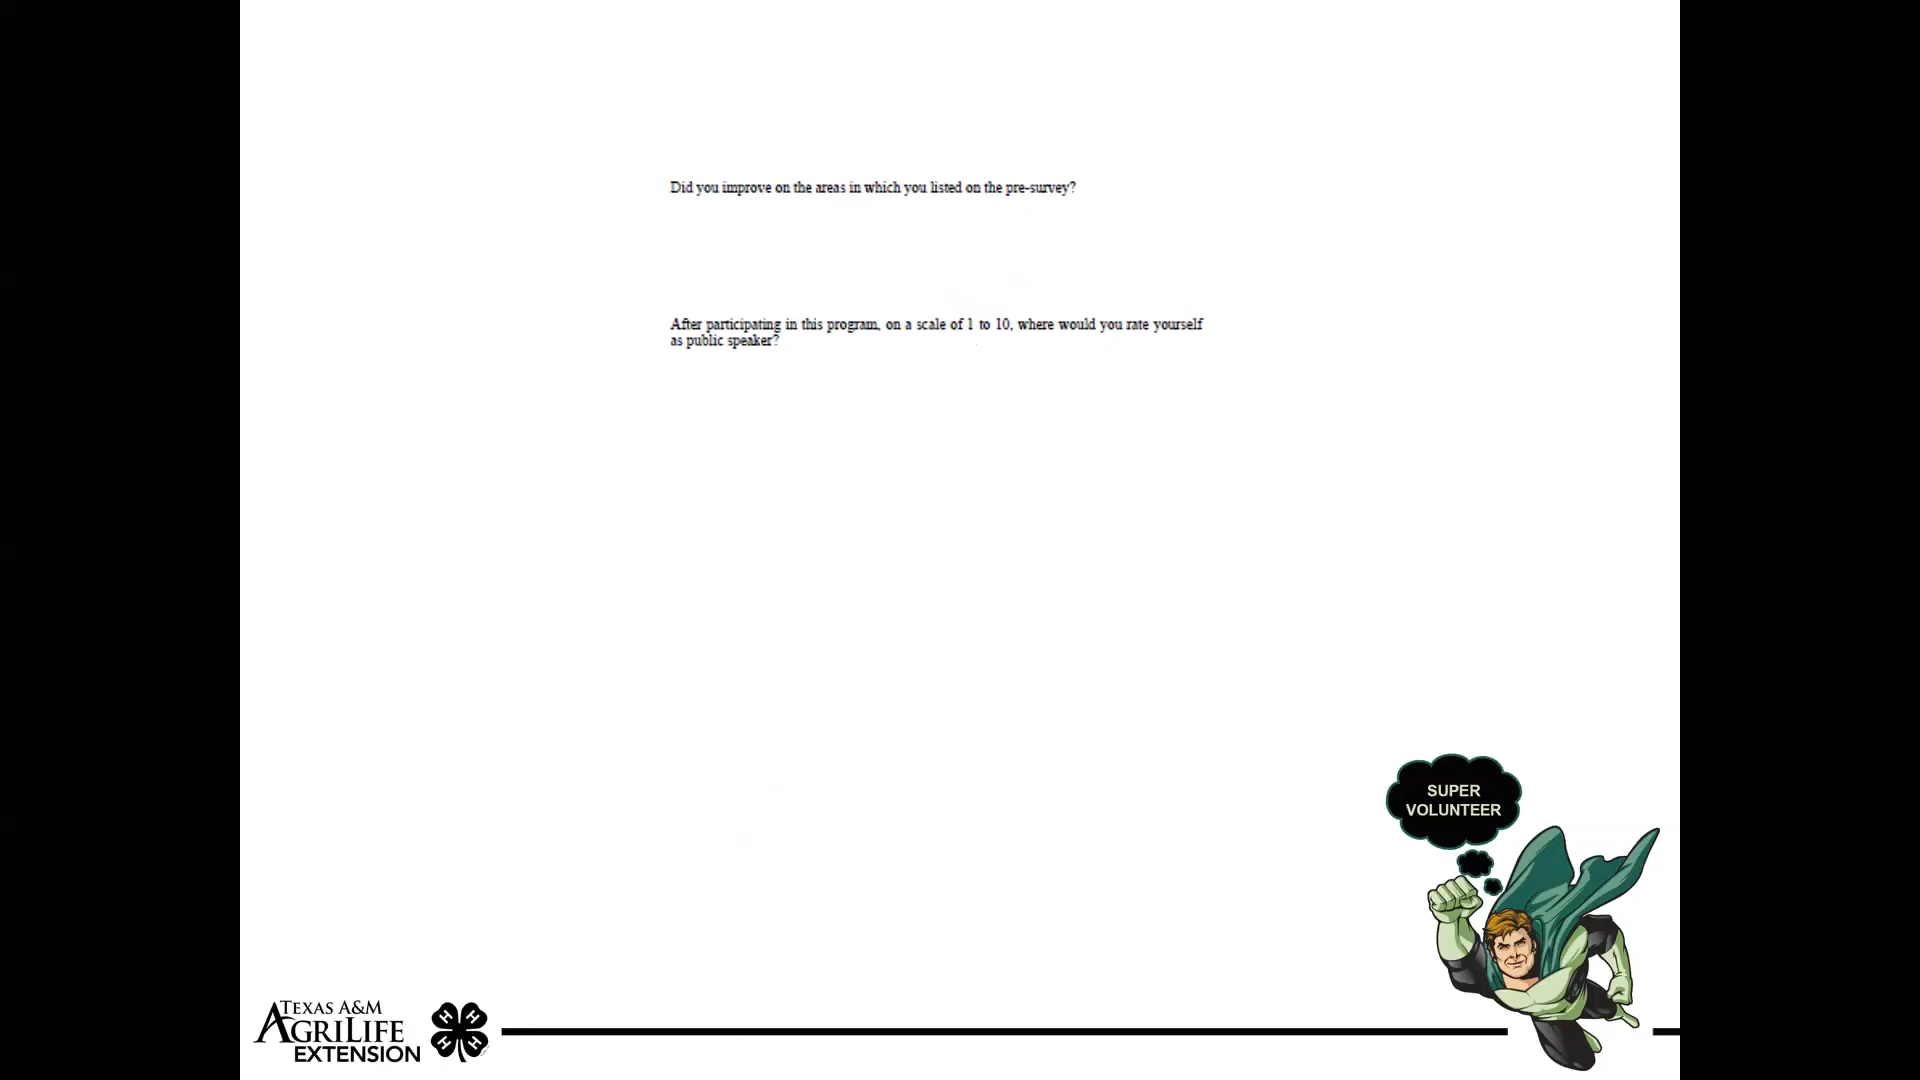 Did you improve on the areas in which you listed on the pre-survey?
After participating in this program, on a scale of 1 to 10, where would you rate yourself
as public speaker?
SUPER
VOLUNTEER
TEXAS A&M
AGRILIFE
EXTENSION
H H
H H